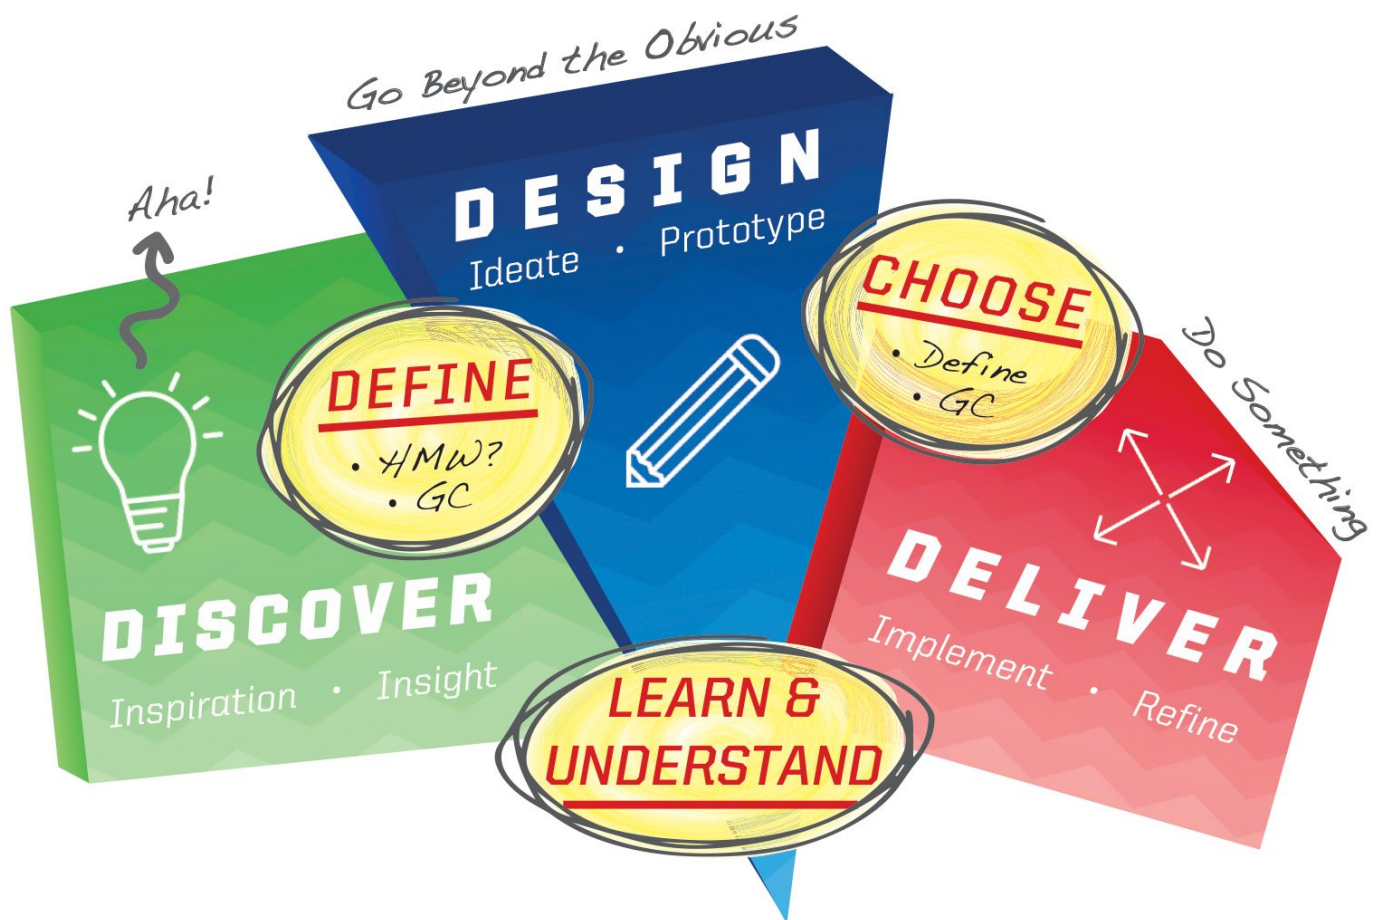 Go Beyond the Obvious
Aha!
DESIGN
Ideate • Prototype
CHOOSE
• Define
• GC
Do Something
DEFINE
• HMW?
• GC
DISCOVER
Inspiration • Insight
DELIVER
Implement • Refine
LEARN &
UNDERSTAND